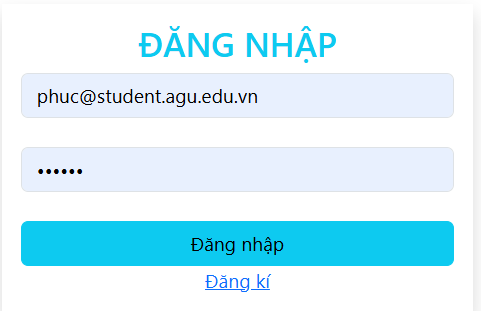 ĐĂNG NHẬP
phuc@student.agu.edu.vn
••••••
Đăng nhập
Đăng kí